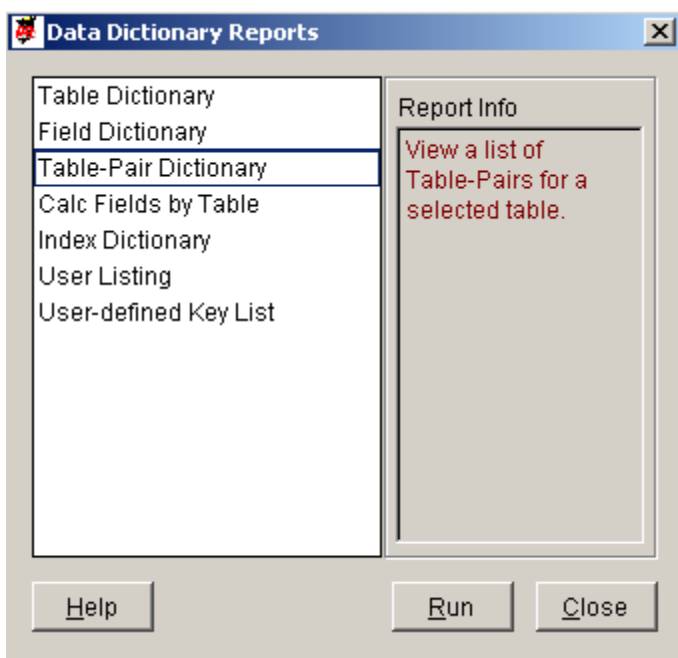 Data Dictionary Reports
Table Dictionary
Field Dictionary
Table-Pair Dictionary
Calc Fields by Table
Index Dictionary
User Listing
User-defined Key List
Report Info
View a list of
Table-Pairs for a
selected table.
Help
Run
Close